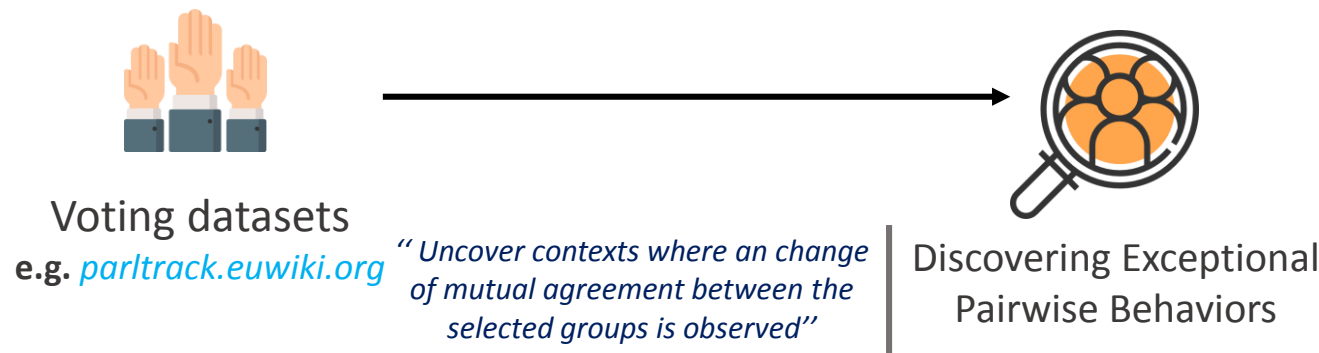 Voting datasets
e.g. parltrack.euwiki.org
‘‘ Uncover contexts where an change
of mutual agreement between the
selected groups is observed’’
Discovering Exceptional
Pairwise Behaviors